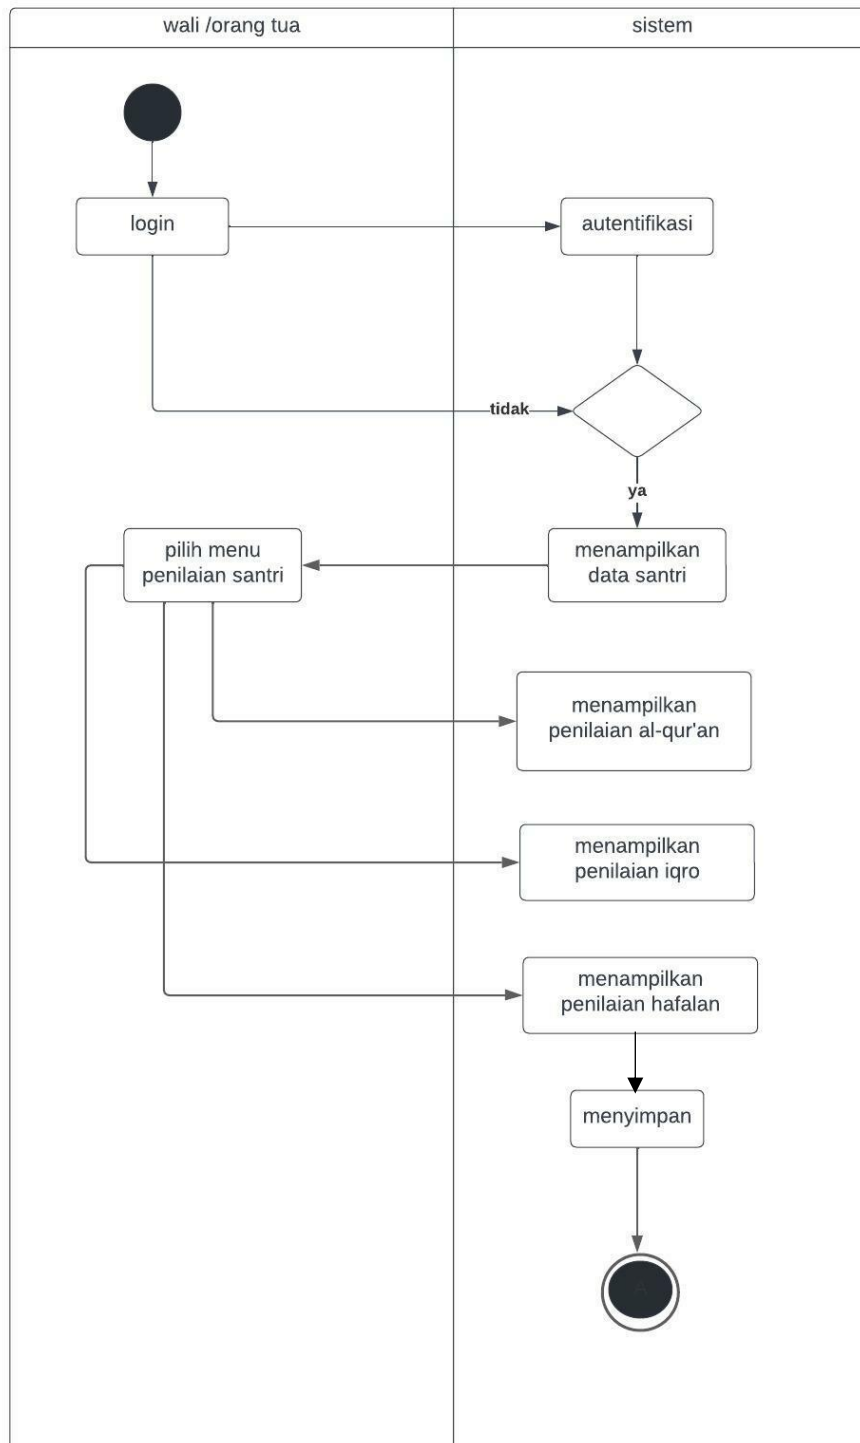 wali /orang tua
sistem
login
autentifikasi
tidak
ya
pilih menu
penilaian santri
menampilkan
data santri
menampilkan
penilaian al-qur'an
menampilkan
penilaian iqro
menampilkan
penilaian hafalan
menyimpan
A